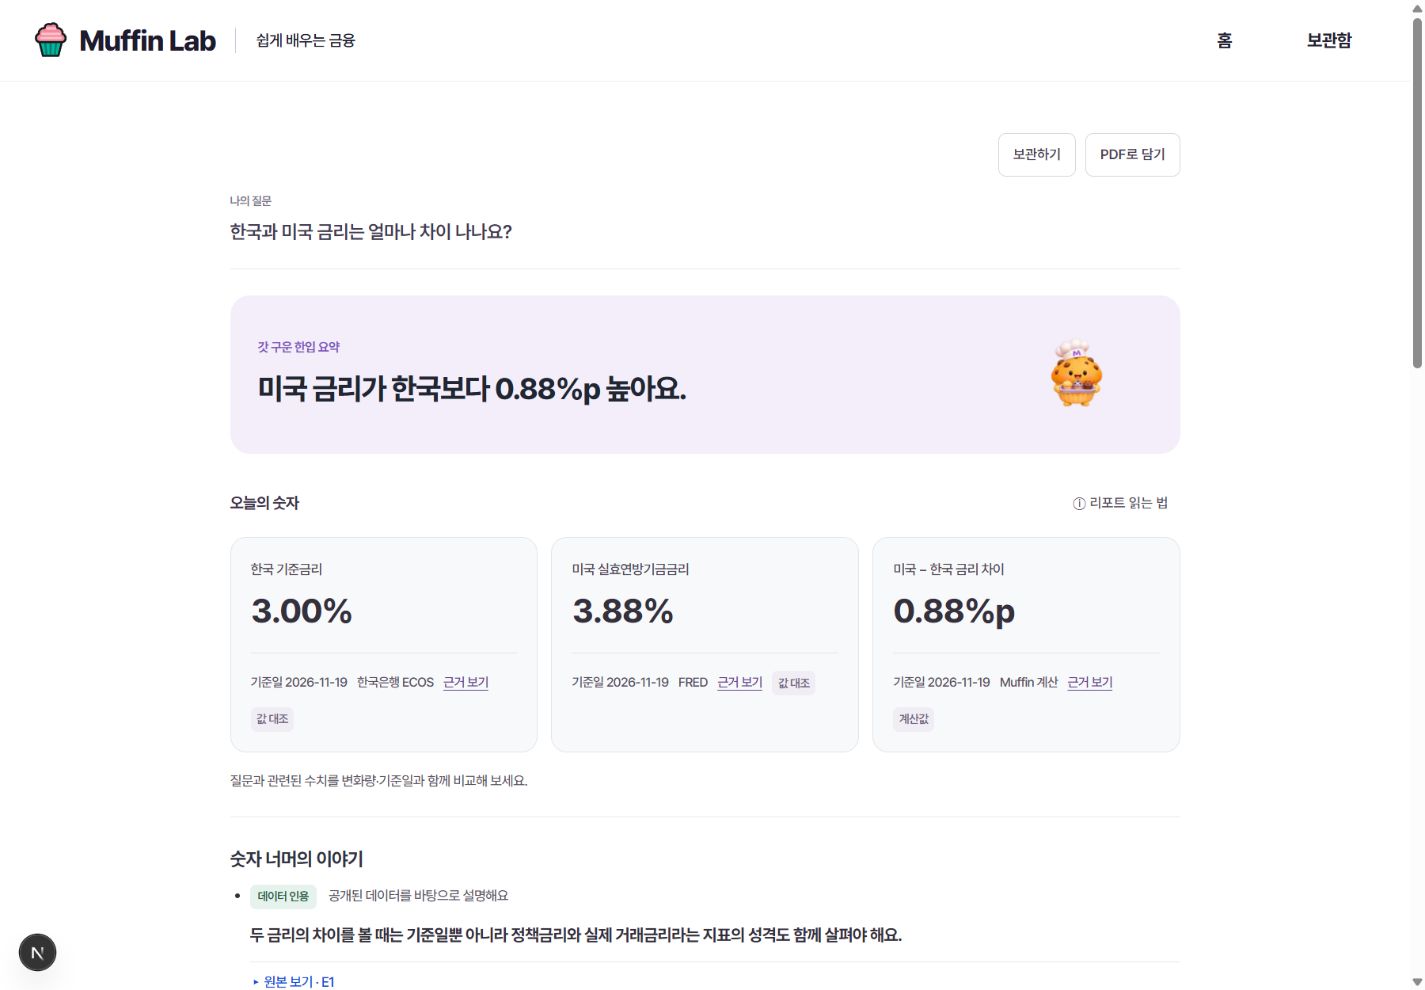 Muffin Lab
쉽게 배우는 금융
홈
보관함
보관하기
PDF로 담기
나의 질문
한국과 미국 금리는 얼마나 차이 나나요?
갓 구운 한입 요약
미국 금리가 한국보다 0.88%p 높아요.
M
오늘의 숫자
ⓘ 리포트 읽는 법
한국 기준금리
3.00%
기준일 2026-11-19 한국은행 ECOS 근거 보기
값 대조
미국 실효연방기금금리
3.88%
기준일 2026-11-19 FRED 근거 보기 값 대조
미국 – 한국 금리 차이
0.88%p
기준일 2026-11-19 Muffin 계산 근거 보기
계산값
질문과 관련된 수치를 변화량·기준일과 함께 비교해 보세요.
숫자 너머의 이야기
• 데이터 인용 공개된 데이터를 바탕으로 설명해요
두 금리의 차이를 볼 때는 기준일뿐 아니라 정책금리와 실제 거래금리라는 지표의 성격도 함께 살펴야 해요.
▸ 원본 보기 · E1
N